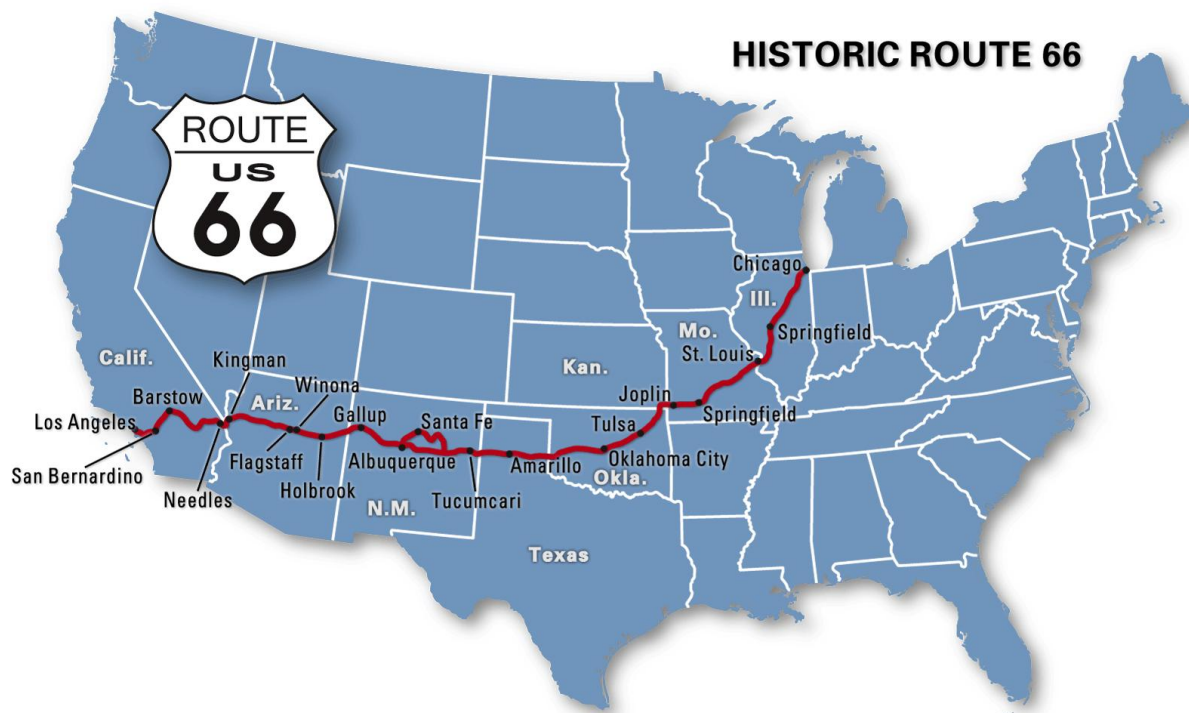 HISTORIC ROUTE 66
ROUTE
US
66
Chicago
Ill.
Springfield
Mo.
St. Louis
Calif.
Kingman
Kan.
Winona
Barstow
Ariz.
Gallup
Santa Fe
Joplin
Springfield
Los Angeles
Tulsa
San Bernardino
Flagstaff
Albuquerque
Amarillo
Oklahoma City
Okla.
Needles
Holbrook
Tucumcari
N.M.
Texas